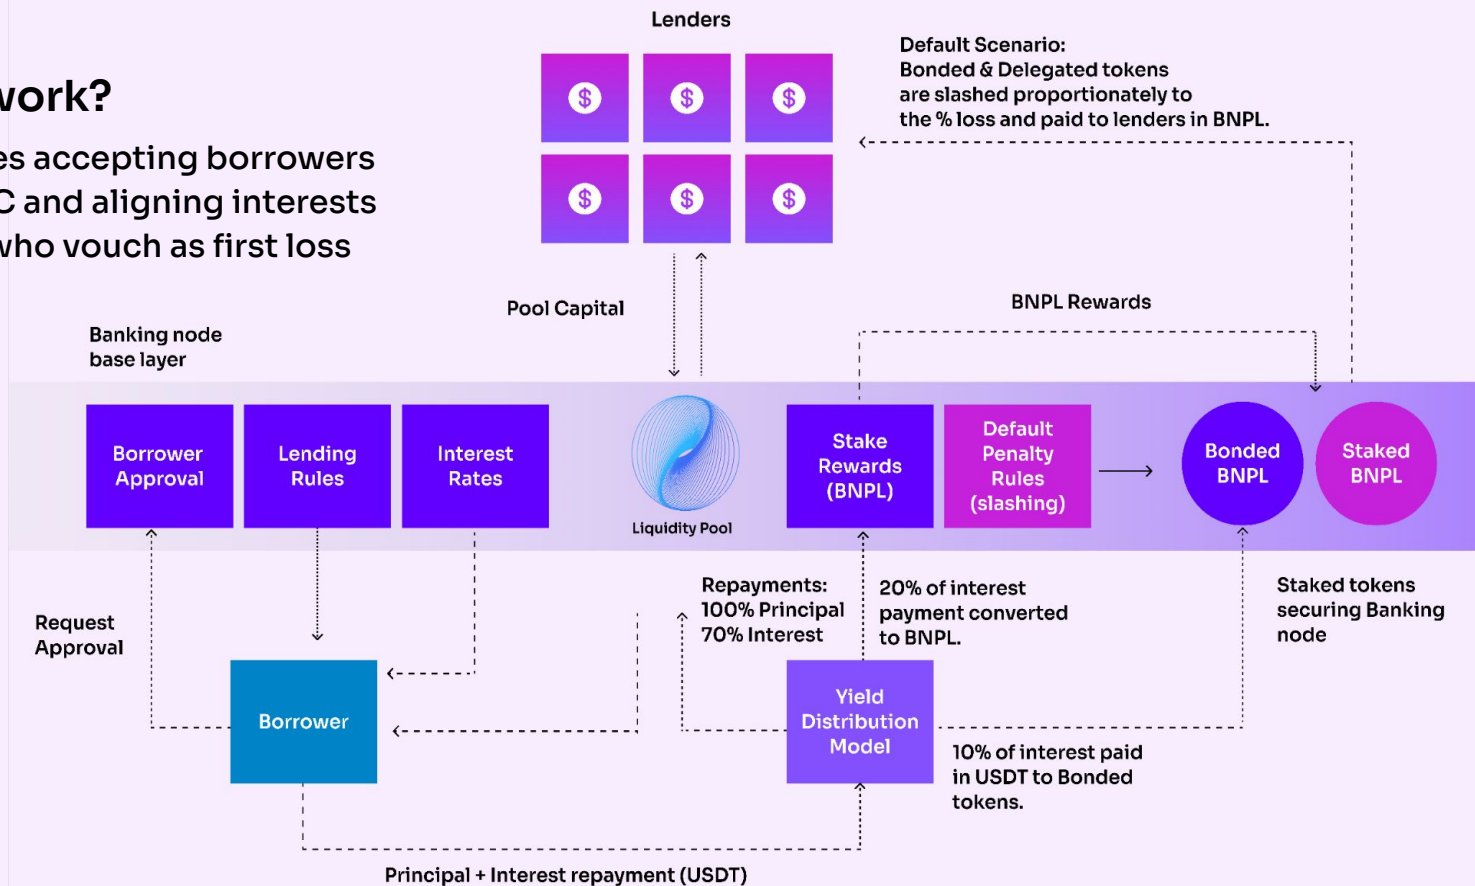 work?
es accepting borrowers
C and aligning interests
who vouch as first loss
Lenders
$ $ $
$ $ $
Default Scenario:
Bonded & Delegated tokens
are slashed proportionately to
the % loss and paid to lenders in BNPL.
Pool Capital
BNPL Rewards
Banking node
base layer
Borrower
Approval
Lending
Rules
Interest
Rates
Liquidity Pool
Stake
Rewards
(BNPL)
Default
Penalty
Rules
(slashing)
Bonded
BNPL
Staked
BNPL
Request
Approval
Repayments:
100% Principal
70% Interest
20% of interest
payment converted
to BNPL.
Staked tokens
securing Banking
node
Borrower
Yield
Distribution
Model
10% of interest paid
in USDT to Bonded
tokens.
Principal + Interest repayment (USDT)